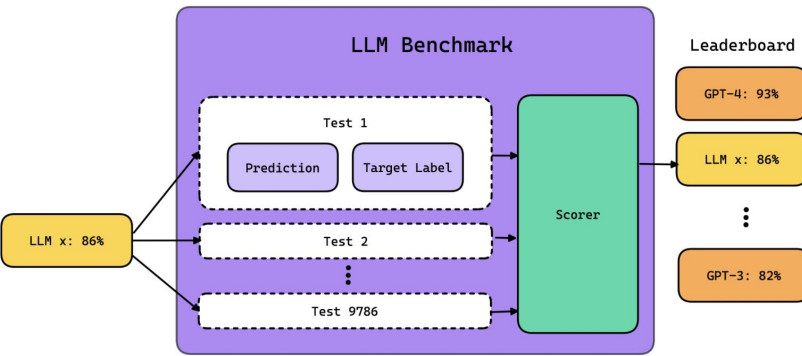 LLM Benchmark
Leaderboard
GPT-4: 93%
Test 1
Prediction
Target Label
LLM x: 86%
Scorer
LLM x: 86%
Test 2
GPT-3: 82%
Test 9786